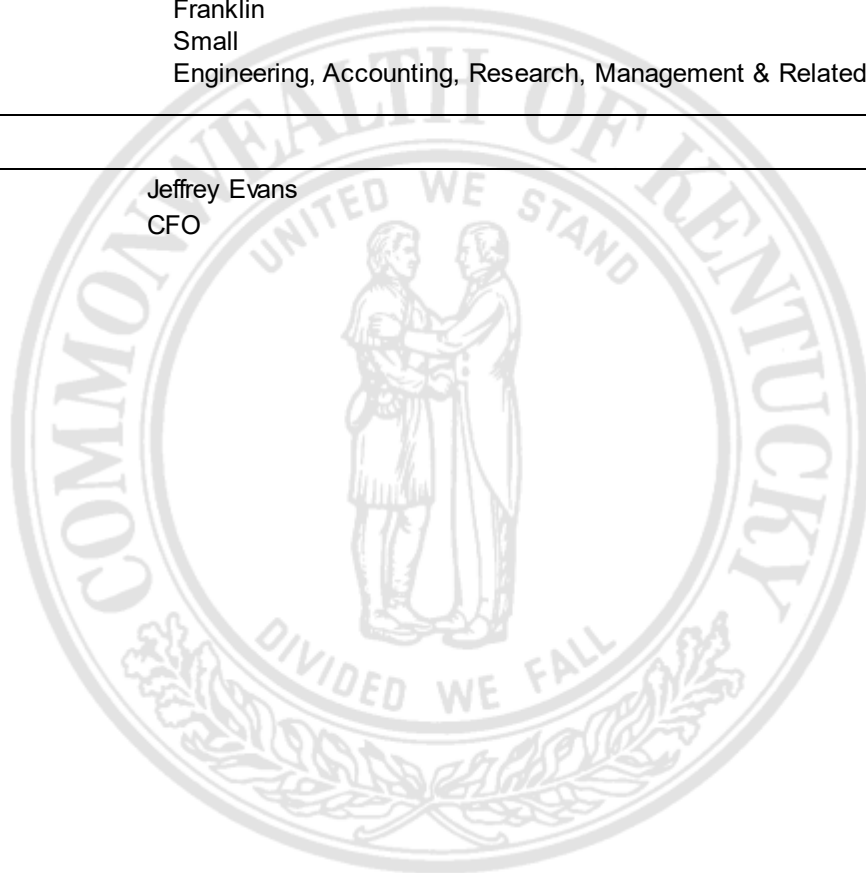 Franklin
Small
Engineering, Accounting, Research, Management & Related
Jeffrey Evans
CFO
COMMONWEALTH OF KENTUCKY
UNITED WE STAND
DIVIDED WE FALL